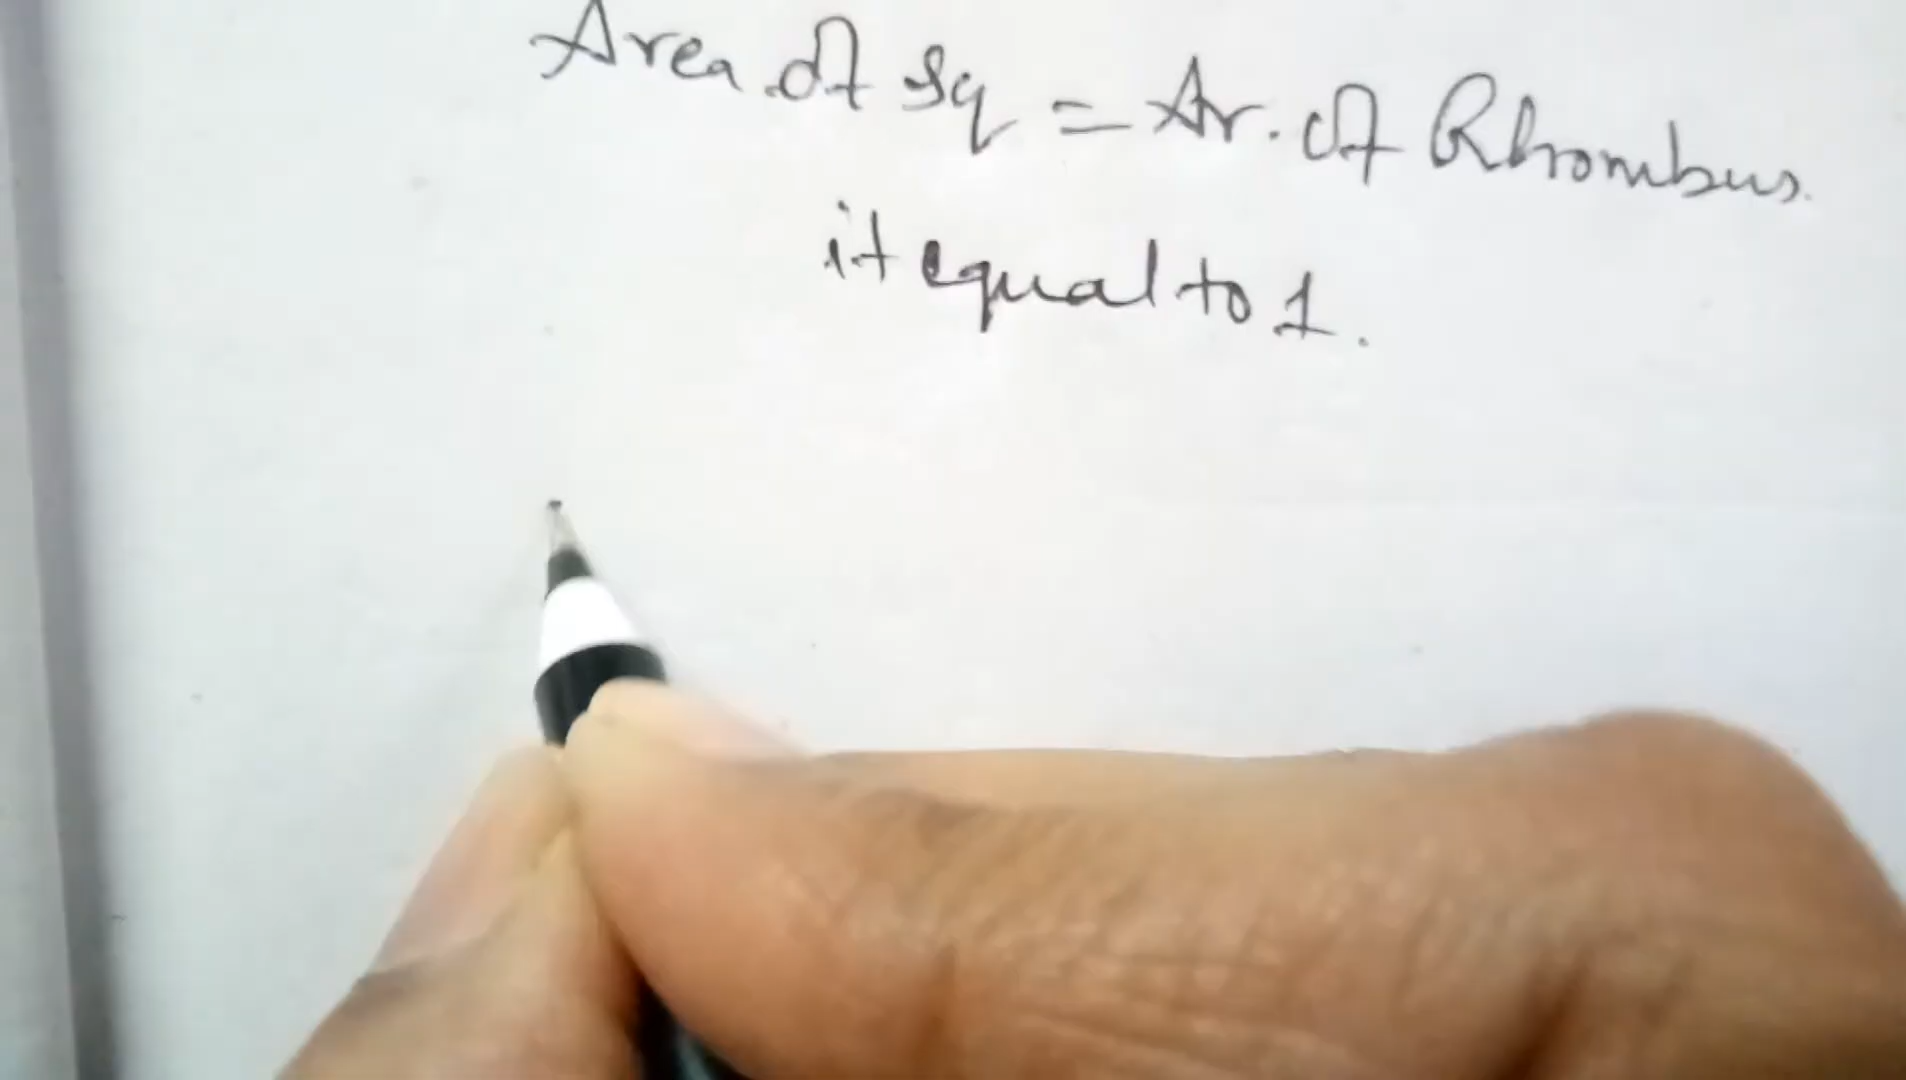 Area of Sq = Ar. of Rhombus.
it equal to 1.